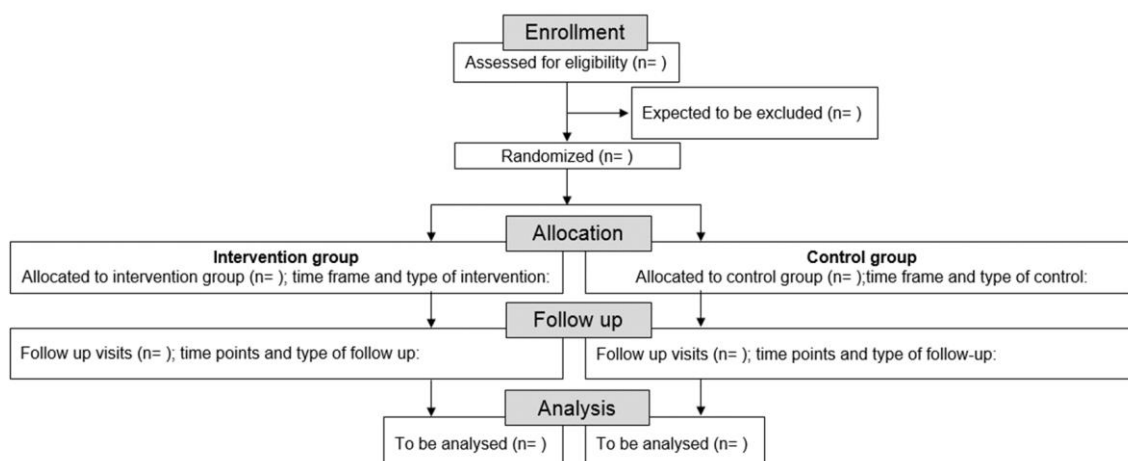 Enrollment
Assessed for eligibility (n= )
Expected to be excluded (n= )
Randomized (n= )
Allocation
Intervention group
Allocated to intervention group (n= ); time frame and type of intervention:
Control group
Allocated to control group (n= );time frame and type of control:
Follow up
Follow up visits (n= ); time points and type of follow up:
Follow up visits (n= ); time points and type of follow-up:
Analysis
To be analysed (n= )
To be analysed (n= )